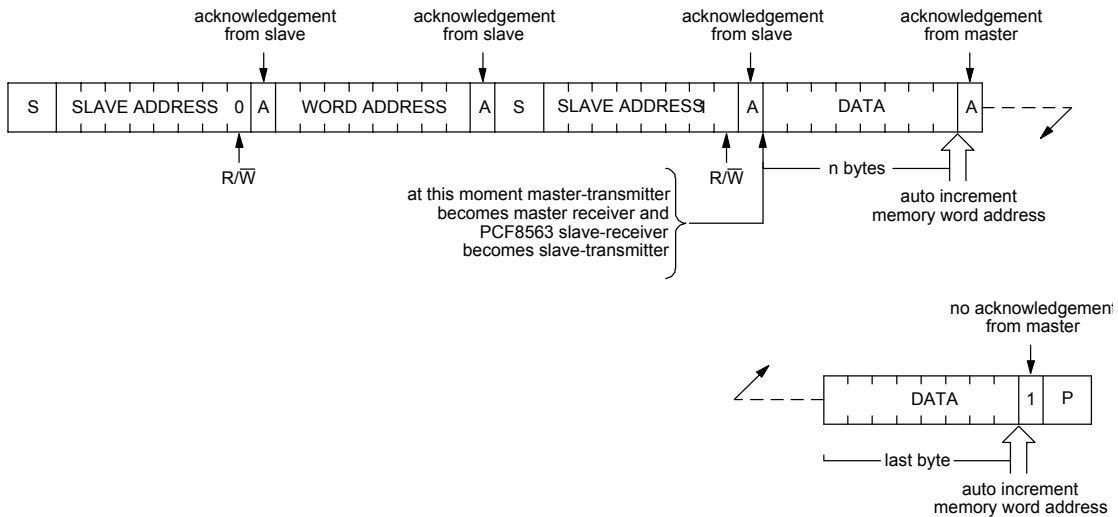 acknowledgement
from slave
acknowledgement
from slave
acknowledgement
from slave
acknowledgement
from master
S SLAVE ADDRESS 0 A WORD ADDRESS A S SLAVE ADDRESS 1 A DATA A
R/W̅
R/W̅
n bytes
at this moment master-transmitter
becomes master receiver and
PCF8563 slave-receiver
becomes slave-transmitter
auto increment
memory word address
no acknowledgement
from master
DATA 1 P
last byte
auto increment
memory word address